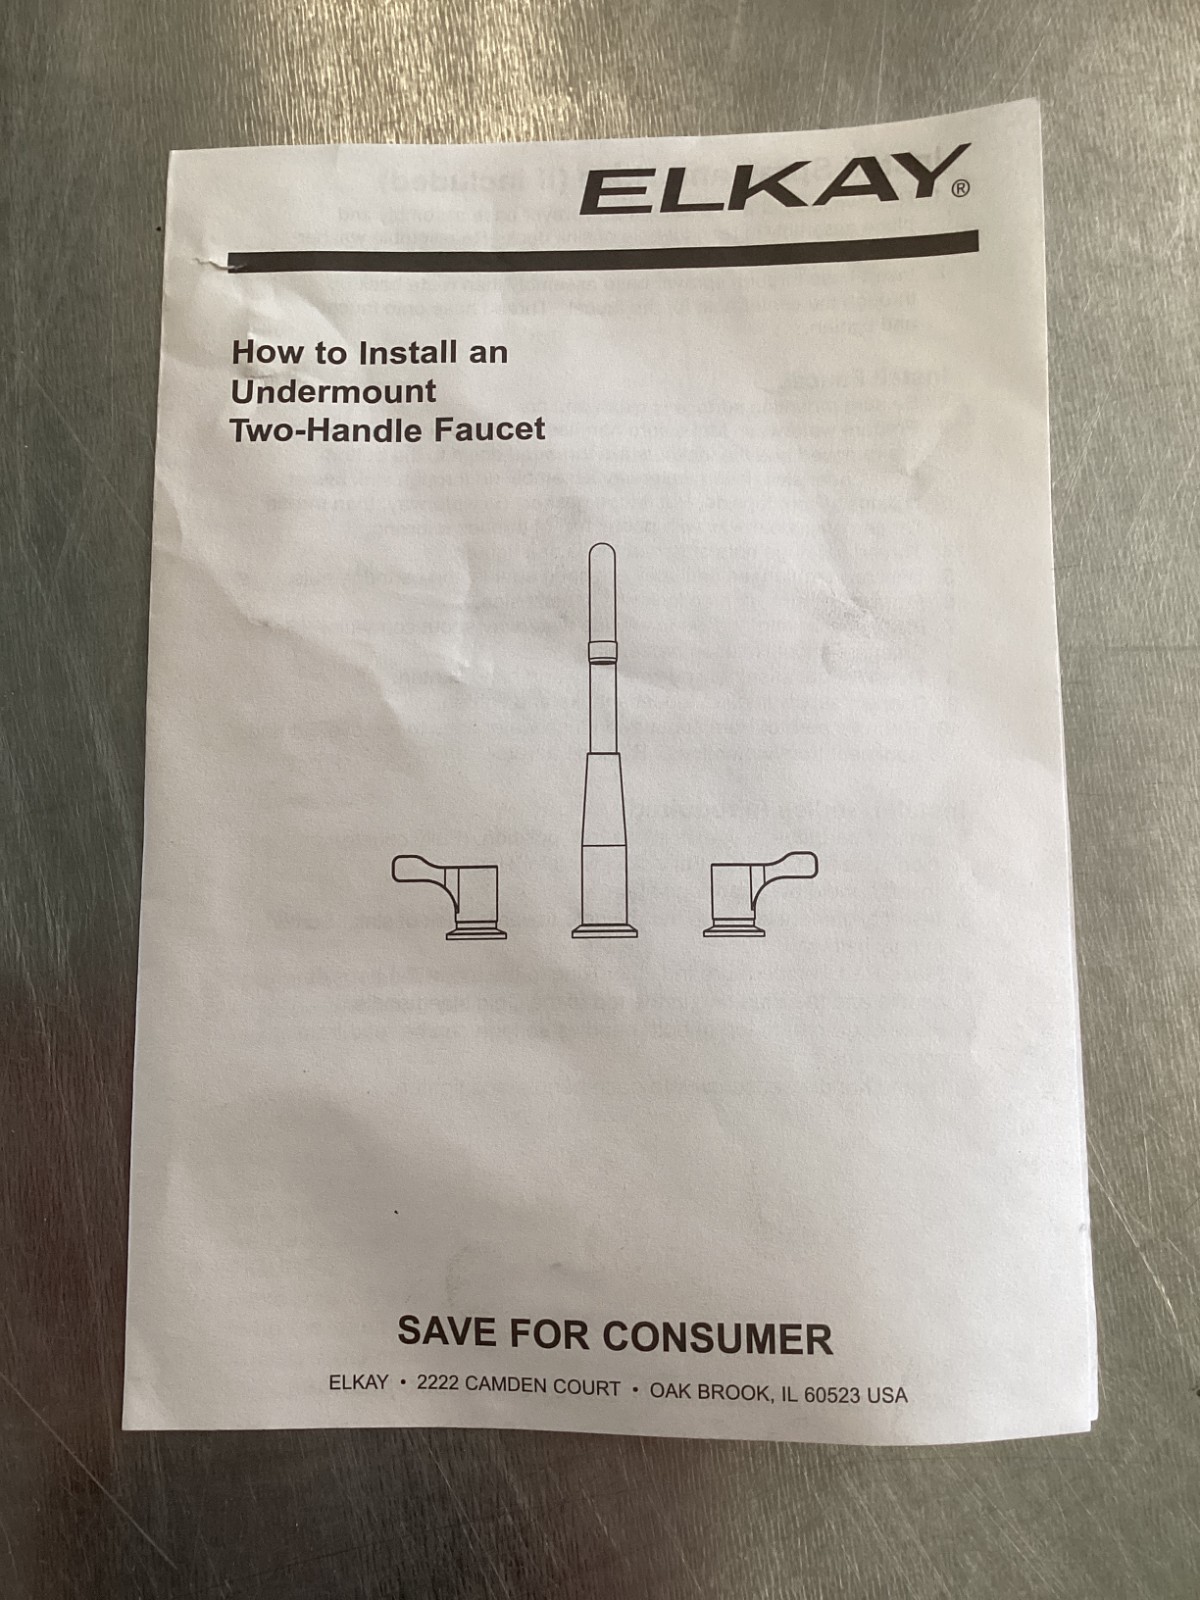 ELKAY®
How to Install an
Undermount
Two-Handle Faucet
SAVE FOR CONSUMER
ELKAY • 2222 CAMDEN COURT • OAK BROOK, IL 60523 USA